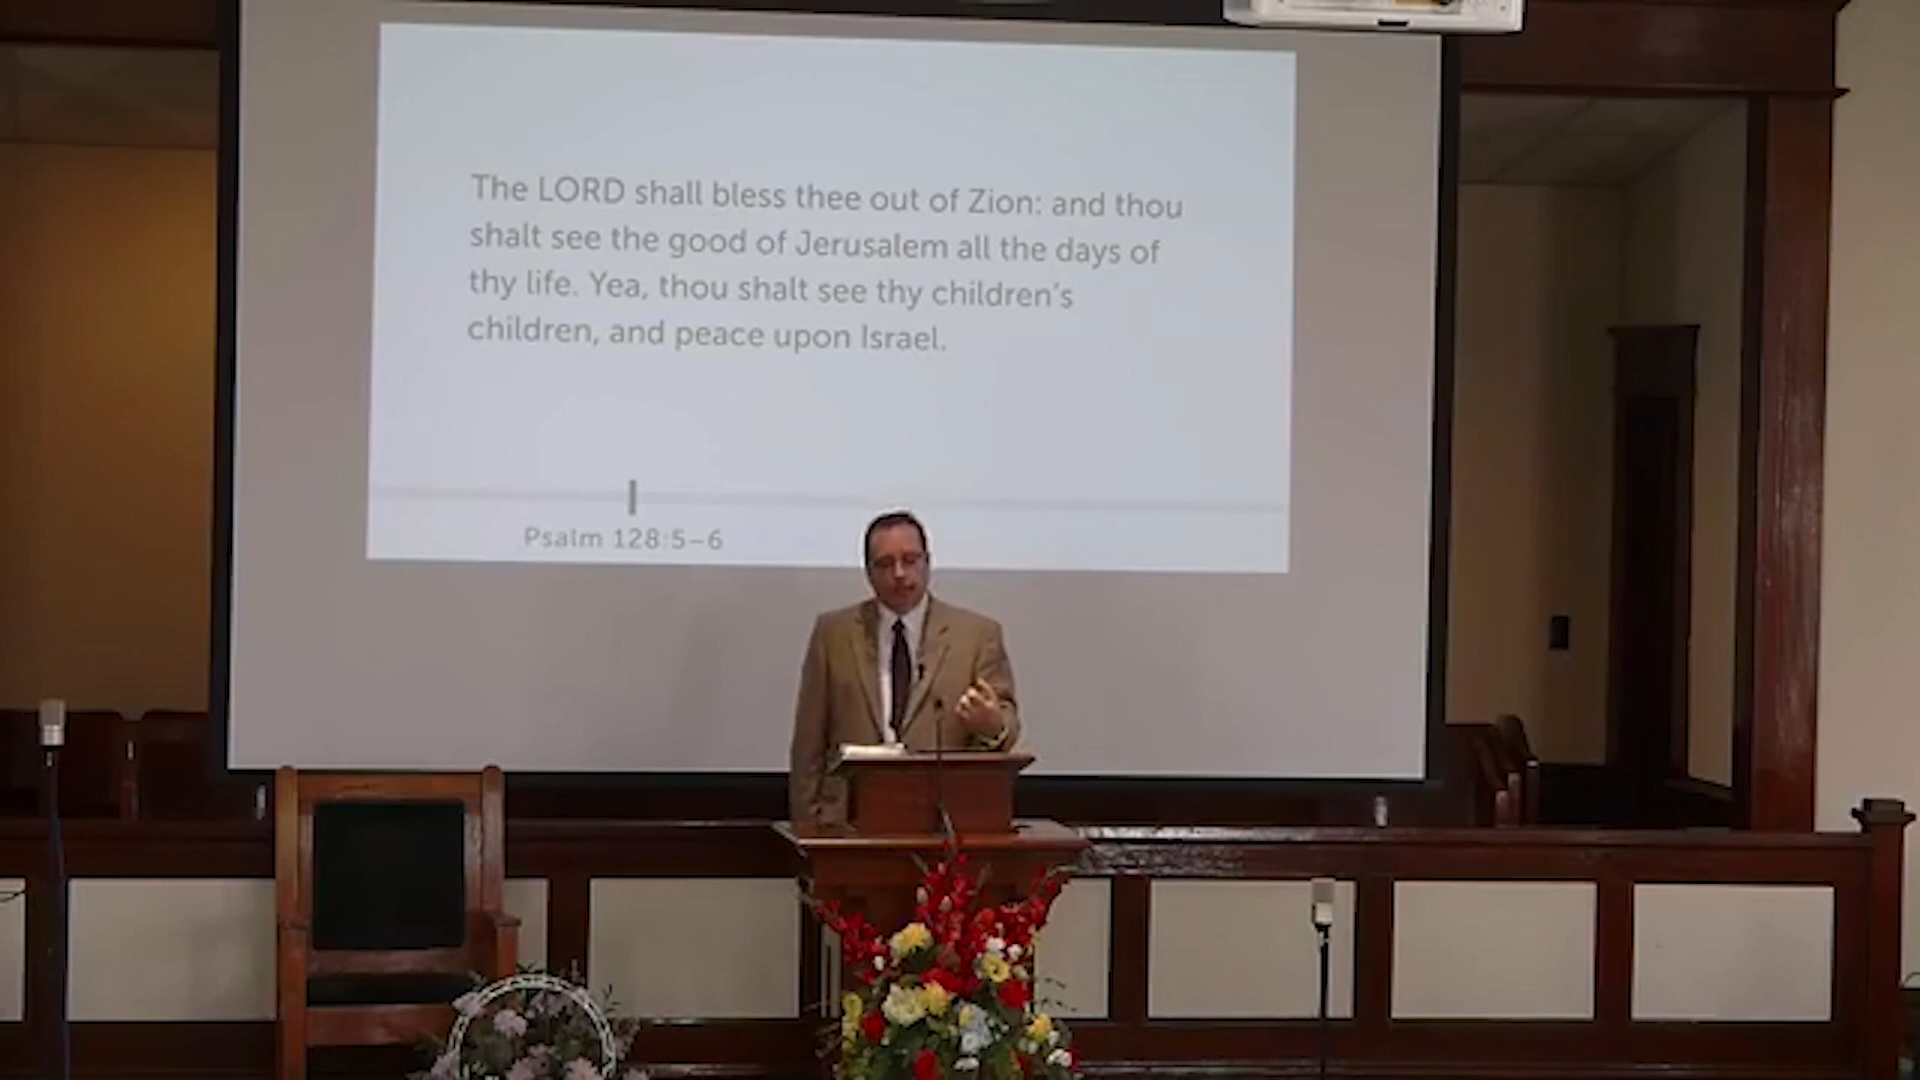 The LORD shall bless thee out of Zion: and thou
shalt see the good of Jerusalem all the days of
thy life. Yea, thou shalt see thy children's
children, and peace upon Israel.
Psalm 128:5–6